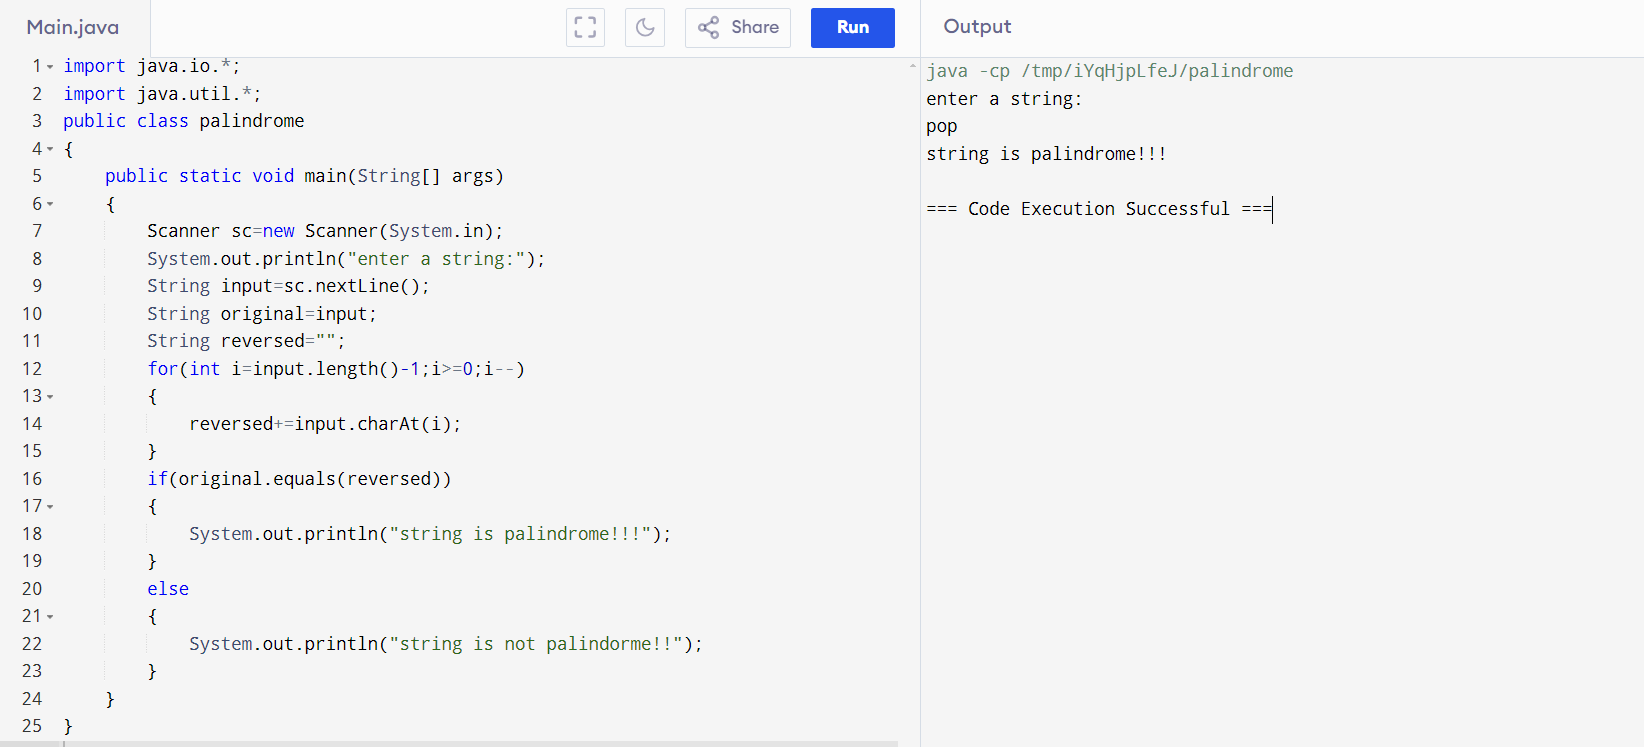 Main.java
Share
Run
Output
1 import java.io.*;
2 import java.util.*;
3 public class palindrome
4 {
5     public static void main(String[] args)
6     {
7         Scanner sc=new Scanner(System.in);
8         System.out.println("enter a string:");
9         String input=sc.nextLine();
10         String original=input;
11         String reversed="";
12         for(int i=input.length()-1;i>=0;i--)
13         {
14             reversed+=input.charAt(i);
15         }
16         if(original.equals(reversed))
17         {
18             System.out.println("string is palindrome!!!");
19         }
20         else
21         {
22             System.out.println("string is not palindorme!!");
23         }
24     }
25 }
java -cp /tmp/iYqHjpLfeJ/palindrome
enter a string:
pop
string is palindrome!!!
=== Code Execution Successful ===